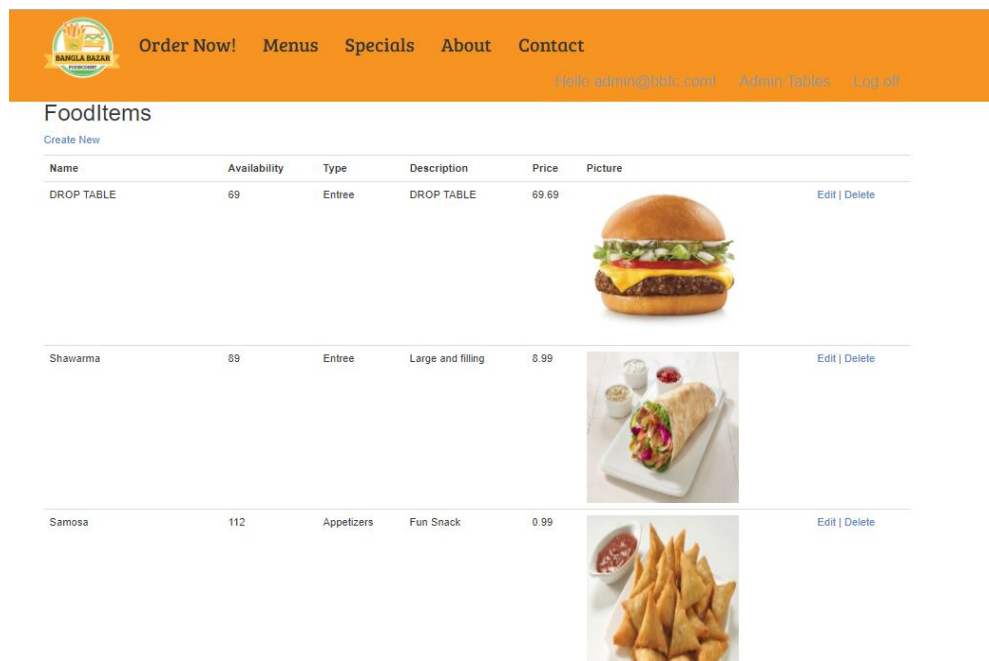 Order Now! Menus Specials About Contact
BANGLA BAZAR
FOODCOURT
Hello admin@bbfc.com! Admin Tables Log off
FoodItems
Create New
Name Availability Type Description Price Picture
DROP TABLE 69 Entree DROP TABLE 69.69 Edit | Delete
Shawarma 89 Entree Large and filling 8.99 Edit | Delete
Samosa 112 Appetizers Fun Snack 0.99 Edit | Delete